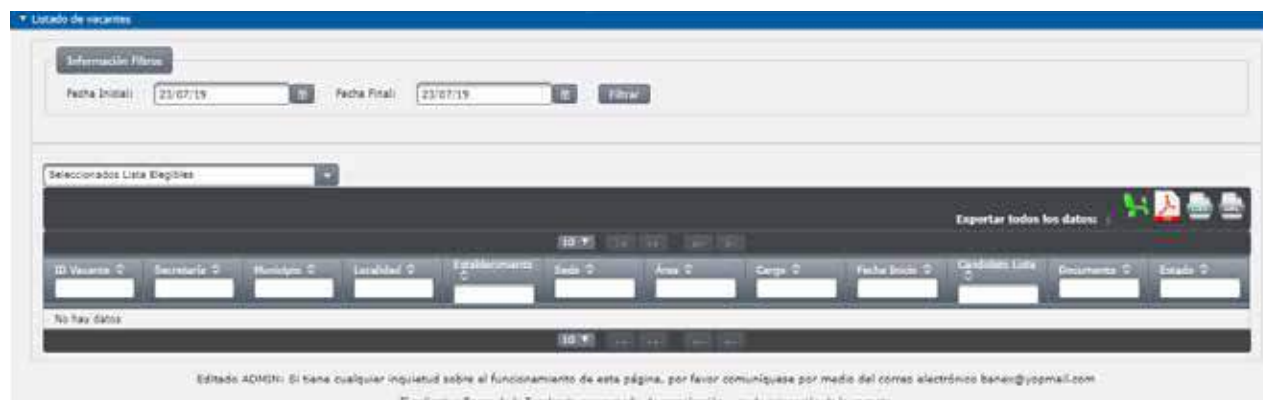 Listado de vacantes
Información Filtros
Fecha Inicial: 23/07/19 Fecha Final: 23/07/19 Filtrar
Seleccionados Lista Elegibles
Exportar todos los datos:
10
ID Vacante Secretaría Municipio Localidad Establecimiento Sede Área Cargo Fecha Inicio Candidato Lista Documento Estado
No hay datos
10
Editado ADMIN: Si tiene cualquier inquietud sobre el funcionamiento de esta página, por favor comuníquese por medio del correo electrónico banex@yopmail.com